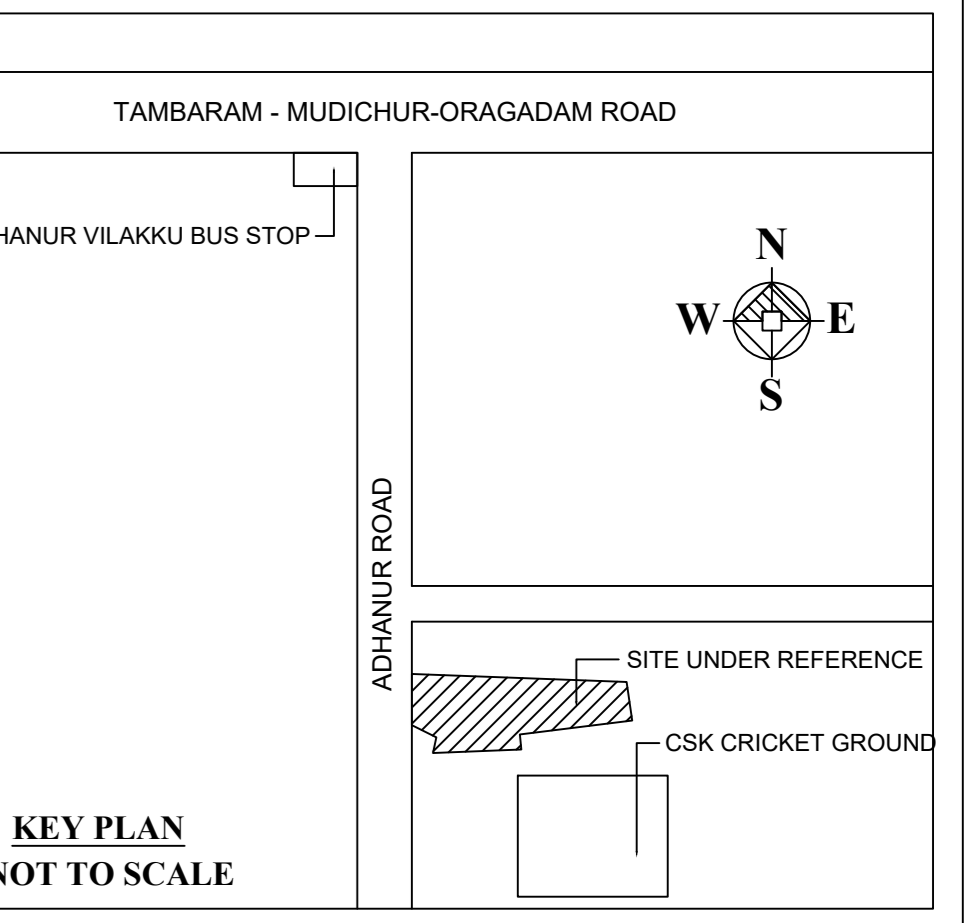 TAMBARAM - MUDICHUR-ORAGADAM ROAD
HANUR VILAKKU BUS STOP
N
W E
S
ADHANUR ROAD
SITE UNDER REFERENCE
CSK CRICKET GROUND
KEY PLAN
NOT TO SCALE